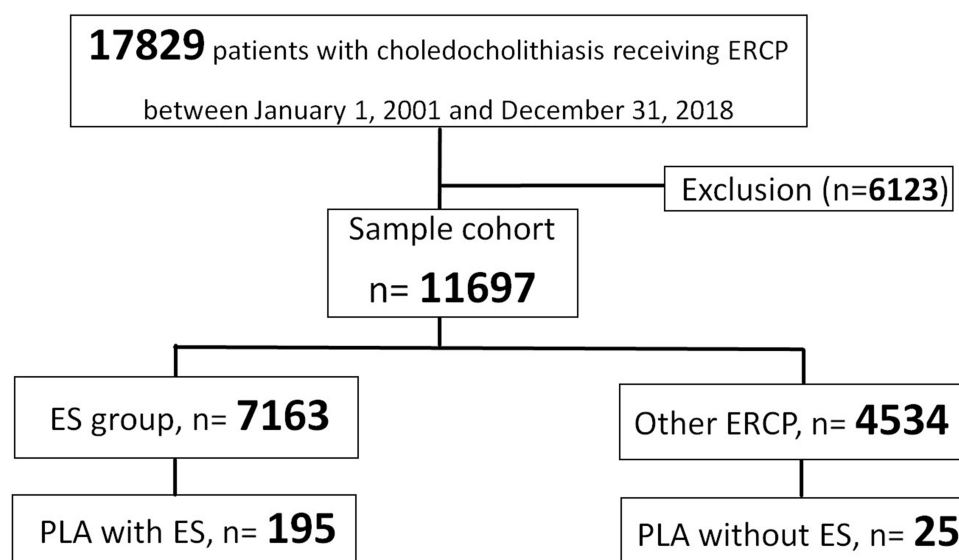 17829 patients with choledocholithiasis receiving ERCP
between January 1, 2001 and December 31, 2018
Exclusion (n=6123)
Sample cohort
n= 11697
ES group, n= 7163
Other ERCP, n= 4534
PLA with ES, n= 195
PLA without ES, n= 25